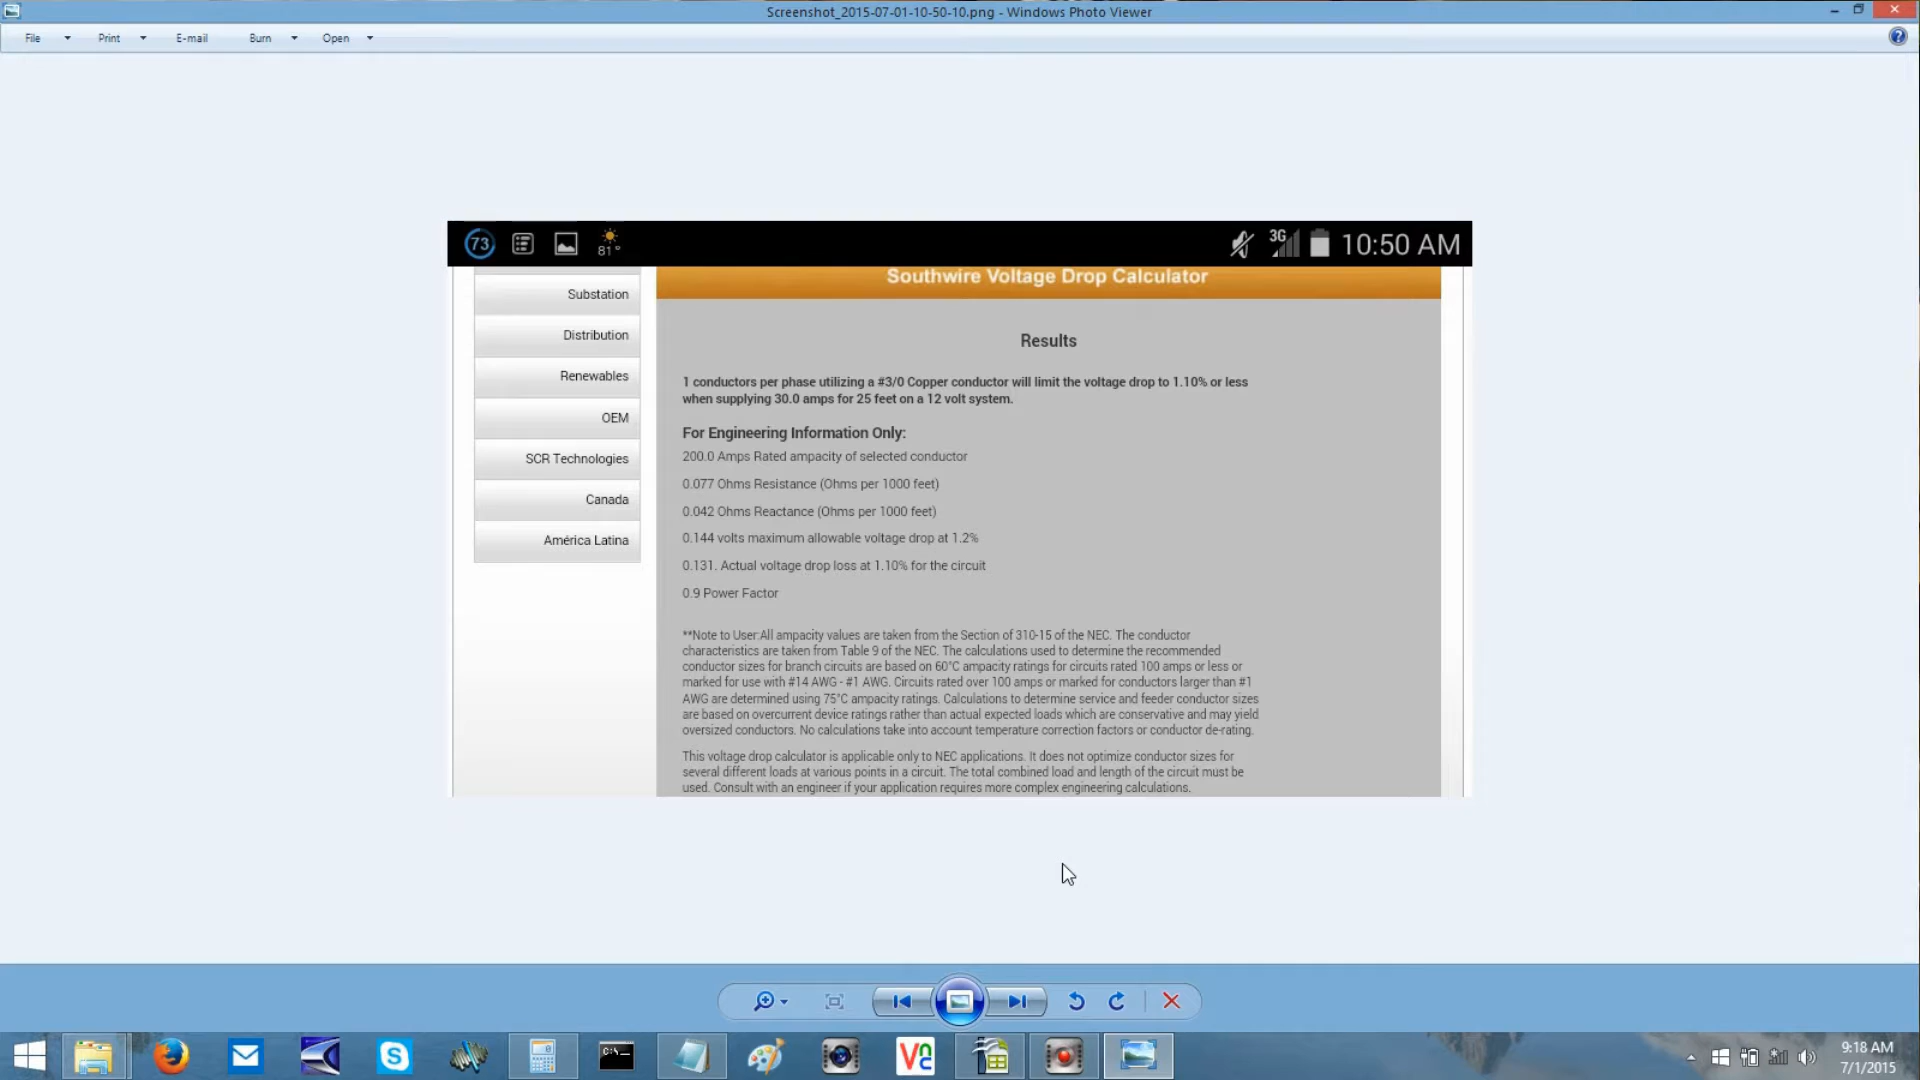 Screenshot_2015-07-01-10-50-10.png - Windows Photo Viewer
File Print E-mail Burn Open
73 81° 3G 10:50 AM
Southwire Voltage Drop Calculator
Substation
Distribution
Renewables
OEM
SCR Technologies
Canada
América Latina
Results
1 conductors per phase utilizing a #3/0 Copper conductor will limit the voltage drop to 1.10% or less
when supplying 30.0 amps for 25 feet on a 12 volt system.
For Engineering Information Only:
200.0 Amps Rated ampacity of selected conductor
0.077 Ohms Resistance (Ohms per 1000 feet)
0.042 Ohms Reactance (Ohms per 1000 feet)
0.144 volts maximum allowable voltage drop at 1.2%
0.131. Actual voltage drop loss at 1.10% for the circuit
0.9 Power Factor
**Note to User:All ampacity values are taken from the Section of 310-15 of the NEC. The conductor
characteristics are taken from Table 9 of the NEC. The calculations used to determine the recommended
conductor sizes for branch circuits are based on 60°C ampacity ratings for circuits rated 100 amps or less or
marked for use with #14 AWG - #1 AWG. Circuits rated over 100 amps or marked for conductors larger than #1
AWG are determined using 75°C ampacity ratings. Calculations to determine service and feeder conductor sizes
are based on overcurrent device ratings rather than actual expected loads which are conservative and may yield
oversized conductors. No calculations take into account temperature correction factors or conductor de-rating.
This voltage drop calculator is applicable only to NEC applications. It does not optimize conductor sizes for
several different loads at various points in a circuit. The total combined load and length of the circuit must be
used. Consult with an engineer if your application requires more complex engineering calculations.
C:\
9:18 AM
7/1/2015